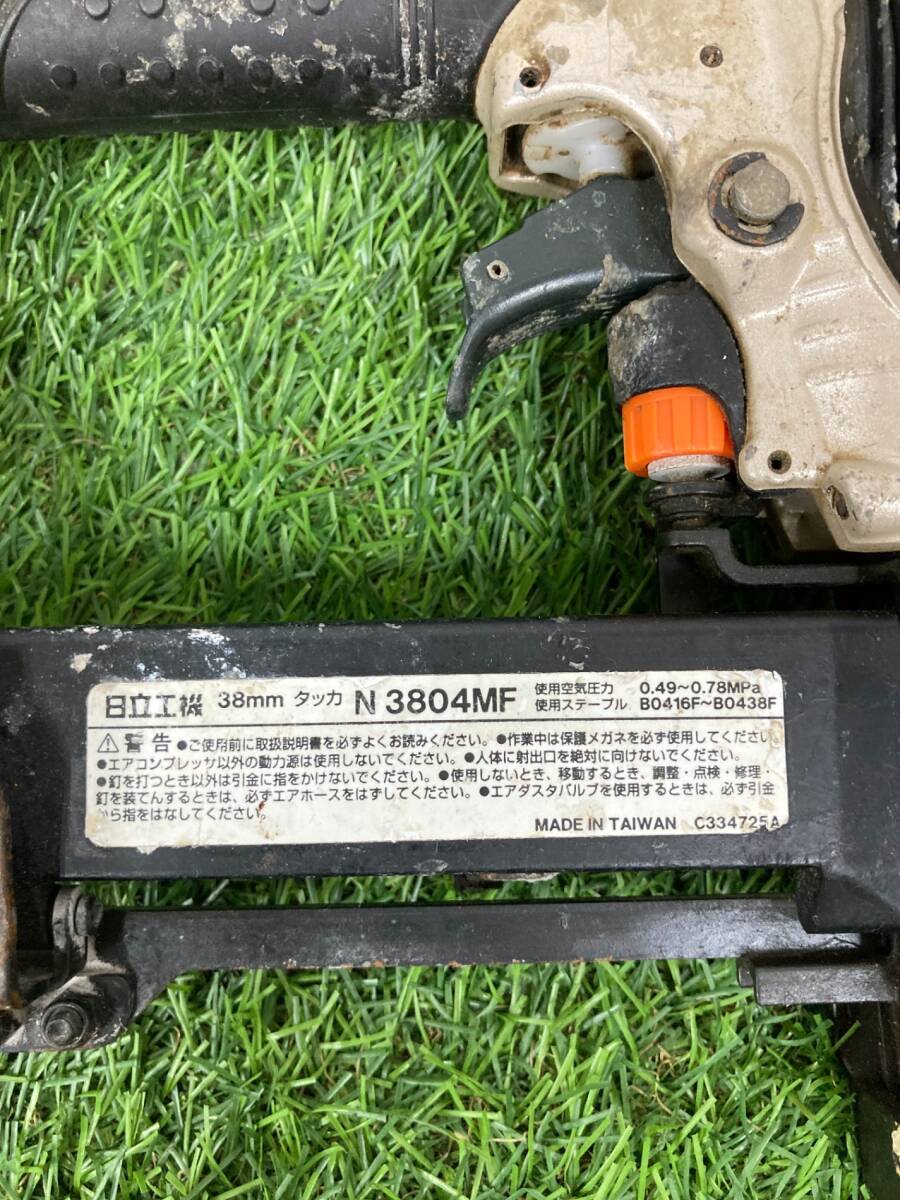 日立工機 38mm タッカ N 3804MF 使用空気圧力 0.49～0.78MPa
使用ステープル B0416F～B0438F
⚠ 警告 ●ご使用前に取扱説明書を必ずよくお読みください。●作業中は保護メガネを必ず使用してください
●エアコンプレッサ以外の動力源は使用しないでください。●人体に射出口を絶対に向けないでください。
●釘を打つとき以外は引金に指をかけないでください。●使用しないとき、移動するとき、調整・点検・修理・
釘を装てんするときは、必ずエアホースをはずしてください。●エアダスタバルブを使用するときは、必ず引金
から指をはなしてください。
MADE IN TAIWAN C334725A